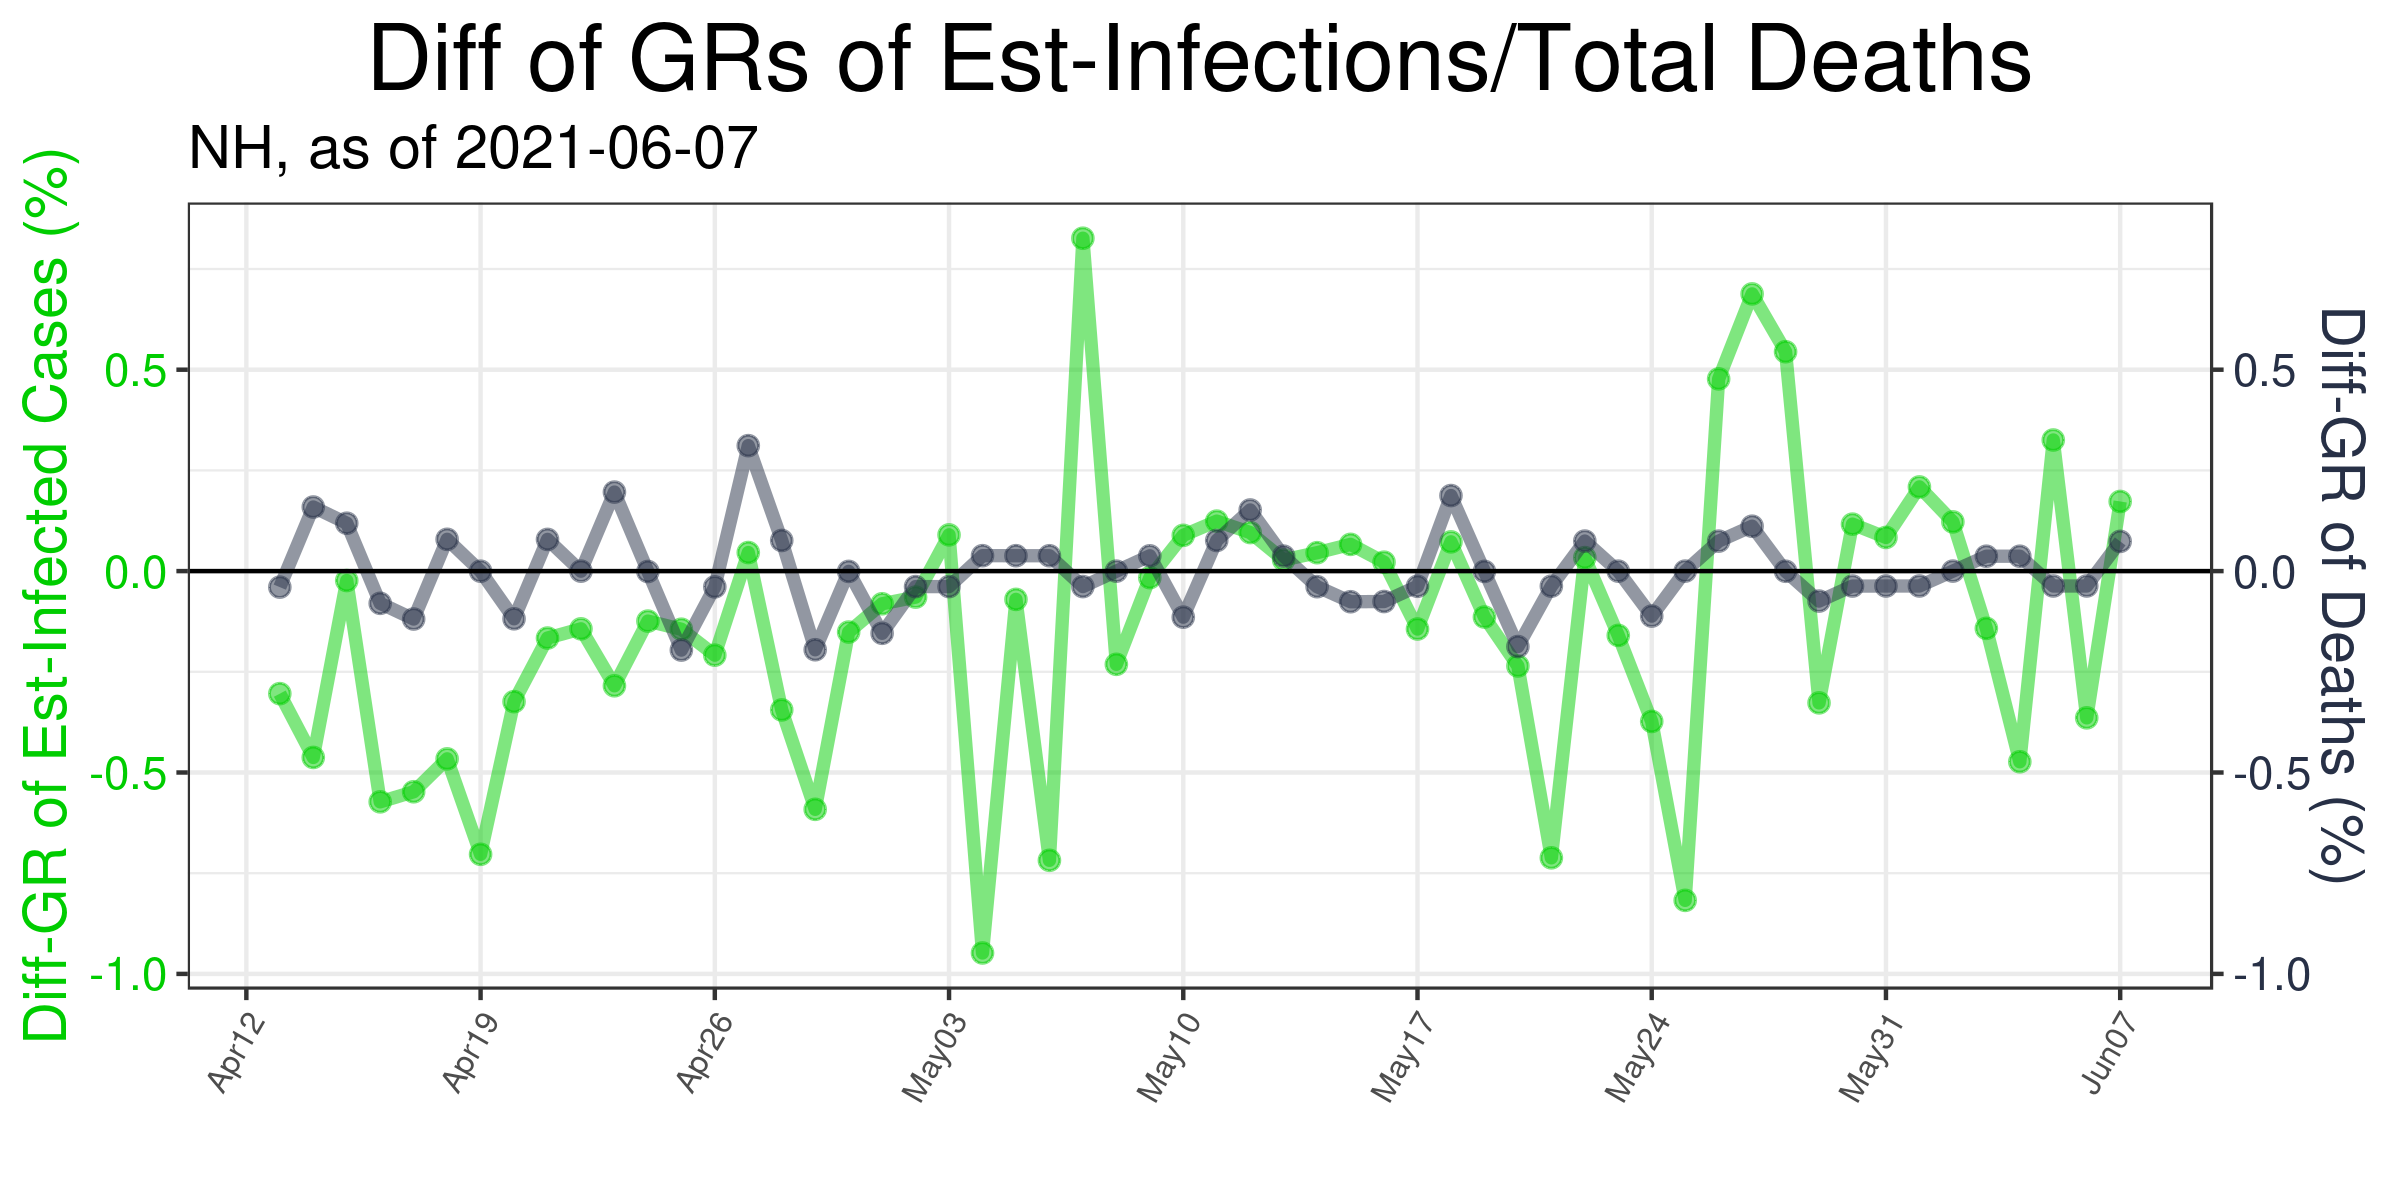 Diff of GRs of Est-Infections/Total Deaths
NH, as of 2021-06-07
Diff-GR of Est-Infected Cases (%)
0.5
0.0
-0.5
-1.0
0.5
0.0
-0.5
-1.0
Diff-GR of Deaths (%)
Apr12
Apr19
Apr26
May03
May10
May17
May24
May31
Jun07